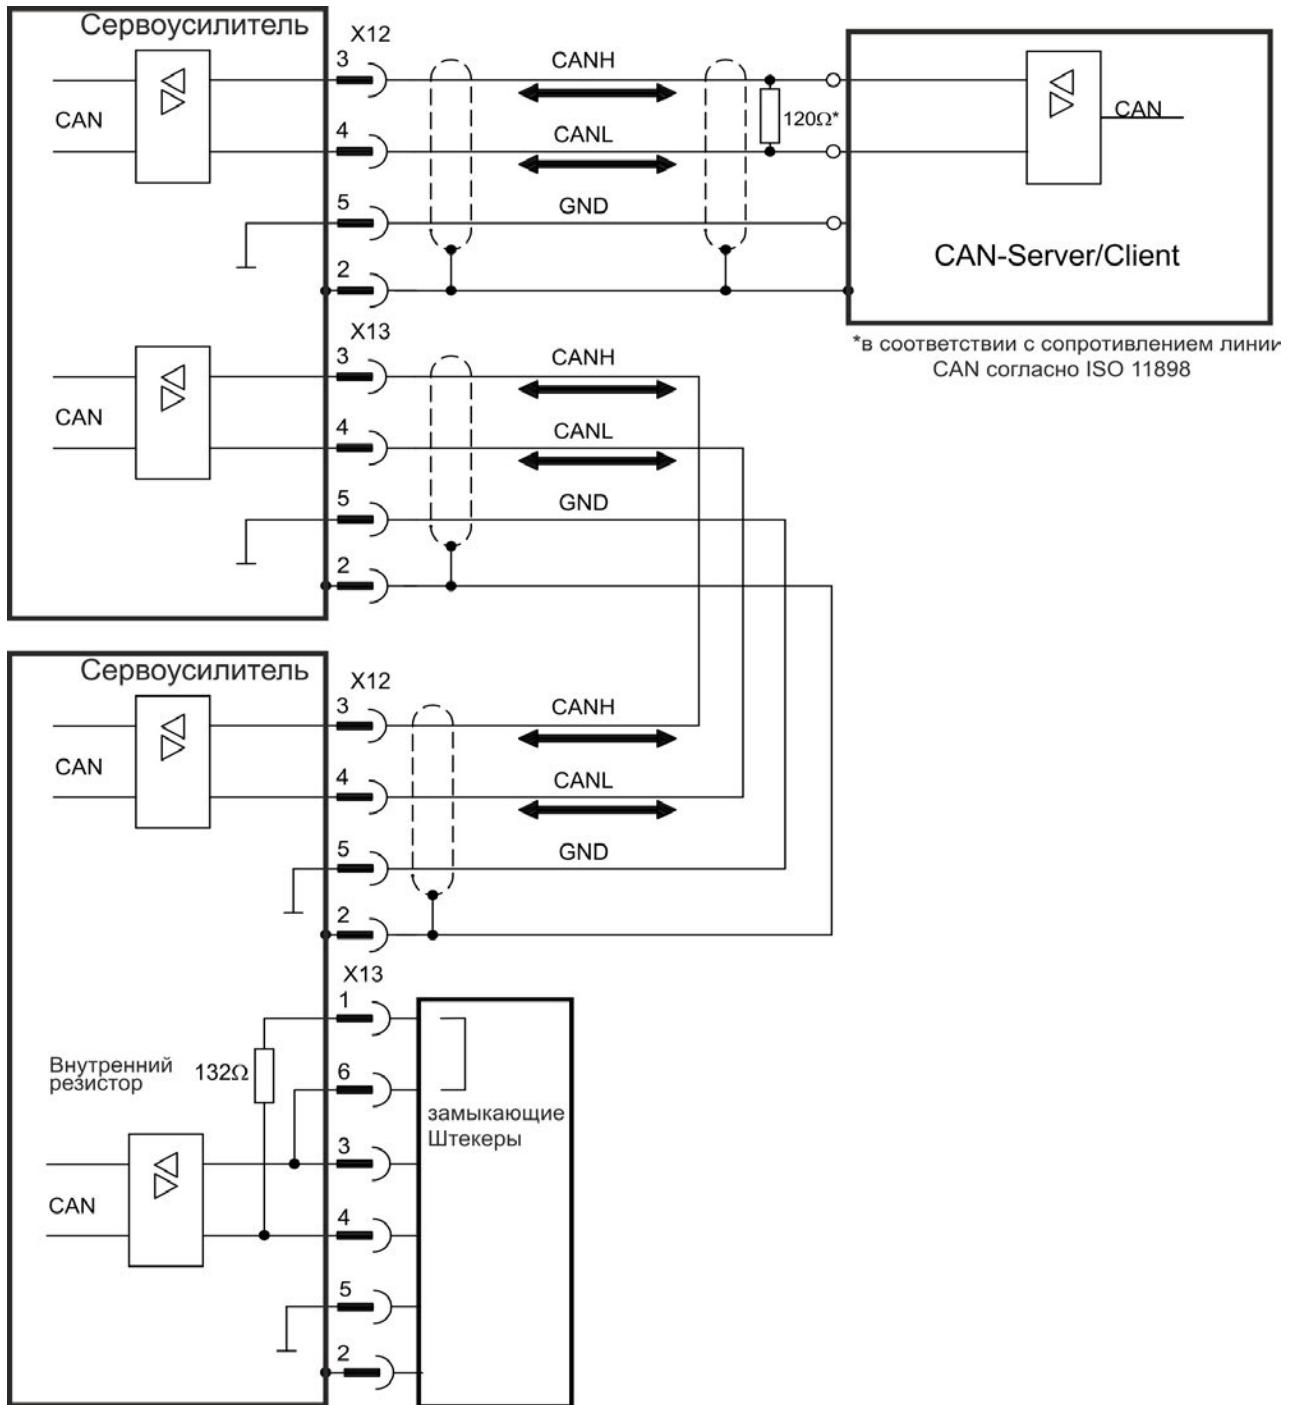 Сервоусилитель
X12
3
CANH
CAN
120Ω*
CAN
4
CANL
5
GND
CAN-Server/Client
2
X13
*в соответствии с сопротивлением линии
CAN согласно ISO 11898
3
CANH
CAN
4
CANL
5
GND
2
Сервоусилитель
X12
3
CANH
CAN
4
CANL
5
GND
2
X13
1
Внутренний
резистор
132Ω
6
замыкающие
Штекеры
3
CAN
4
5
2